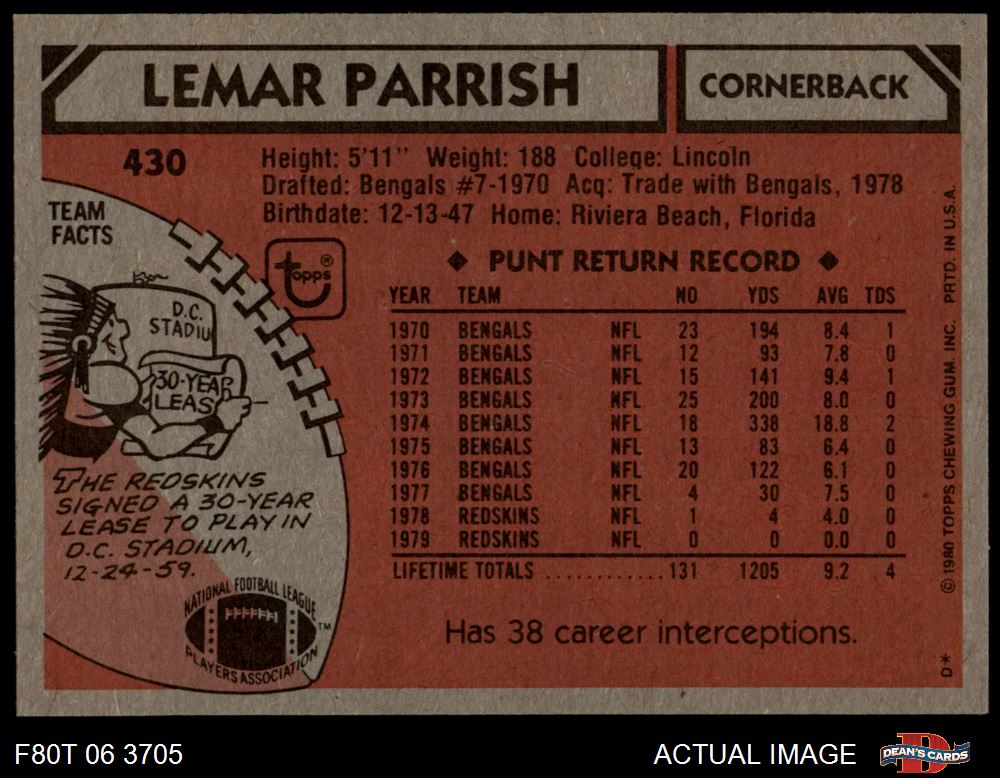 LEMAR PARRISH
CORNERBACK
430
Height: 5'11" Weight: 188 College: Lincoln
Drafted: Bengals #7-1970 Acq: Trade with Bengals, 1978
Birthdate: 12-13-47 Home: Riviera Beach, Florida
TEAM
FACTS
D.C.
STADIU
30-YEAR
LEAS
THE REDSKINS
SIGNED A 30-YEAR
LEASE TO PLAY IN
D.C. STADIUM,
12-24-59.
NATIONAL FOOTBALL LEAGUE
PLAYERS ASSOCIATION
TM
topps ®
◆ PUNT RETURN RECORD ◆
YEAR TEAM NO YDS AVG TDS
1970 BENGALS NFL 23 194 8.4 1
1971 BENGALS NFL 12 93 7.8 0
1972 BENGALS NFL 15 141 9.4 1
1973 BENGALS NFL 25 200 8.0 0
1974 BENGALS NFL 18 338 18.8 2
1975 BENGALS NFL 13 83 6.4 0
1976 BENGALS NFL 20 122 6.1 0
1977 BENGALS NFL 4 30 7.5 0
1978 REDSKINS NFL 1 4 4.0 0
1979 REDSKINS NFL 0 0 0.0 0
LIFETIME TOTALS ............ 131 1205 9.2 4
Has 38 career interceptions.
D* © 1980 TOPPS CHEWING GUM. INC. PRTD. IN U.S.A.
F80T 06 3705
ACTUAL IMAGE
DEAN'S CARDS